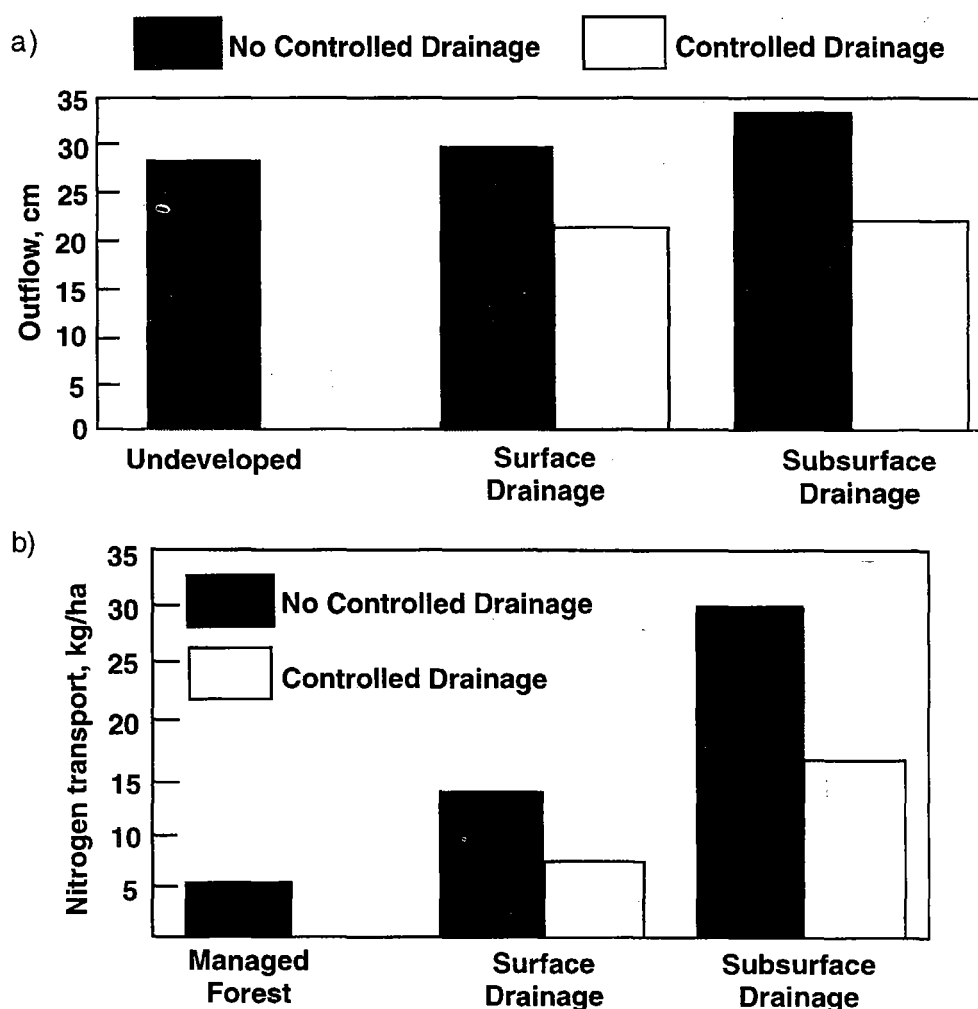 a)
No Controlled Drainage
Controlled Drainage
35
30
25
20
15
10
5
0
Outflow, cm
Undeveloped
Surface
Drainage
Subsurface
Drainage
b)
35
30
25
20
15
10
5
Nitrogen transport, kg/ha
No Controlled Drainage
Controlled Drainage
Managed
Forest
Surface
Drainage
Subsurface
Drainage